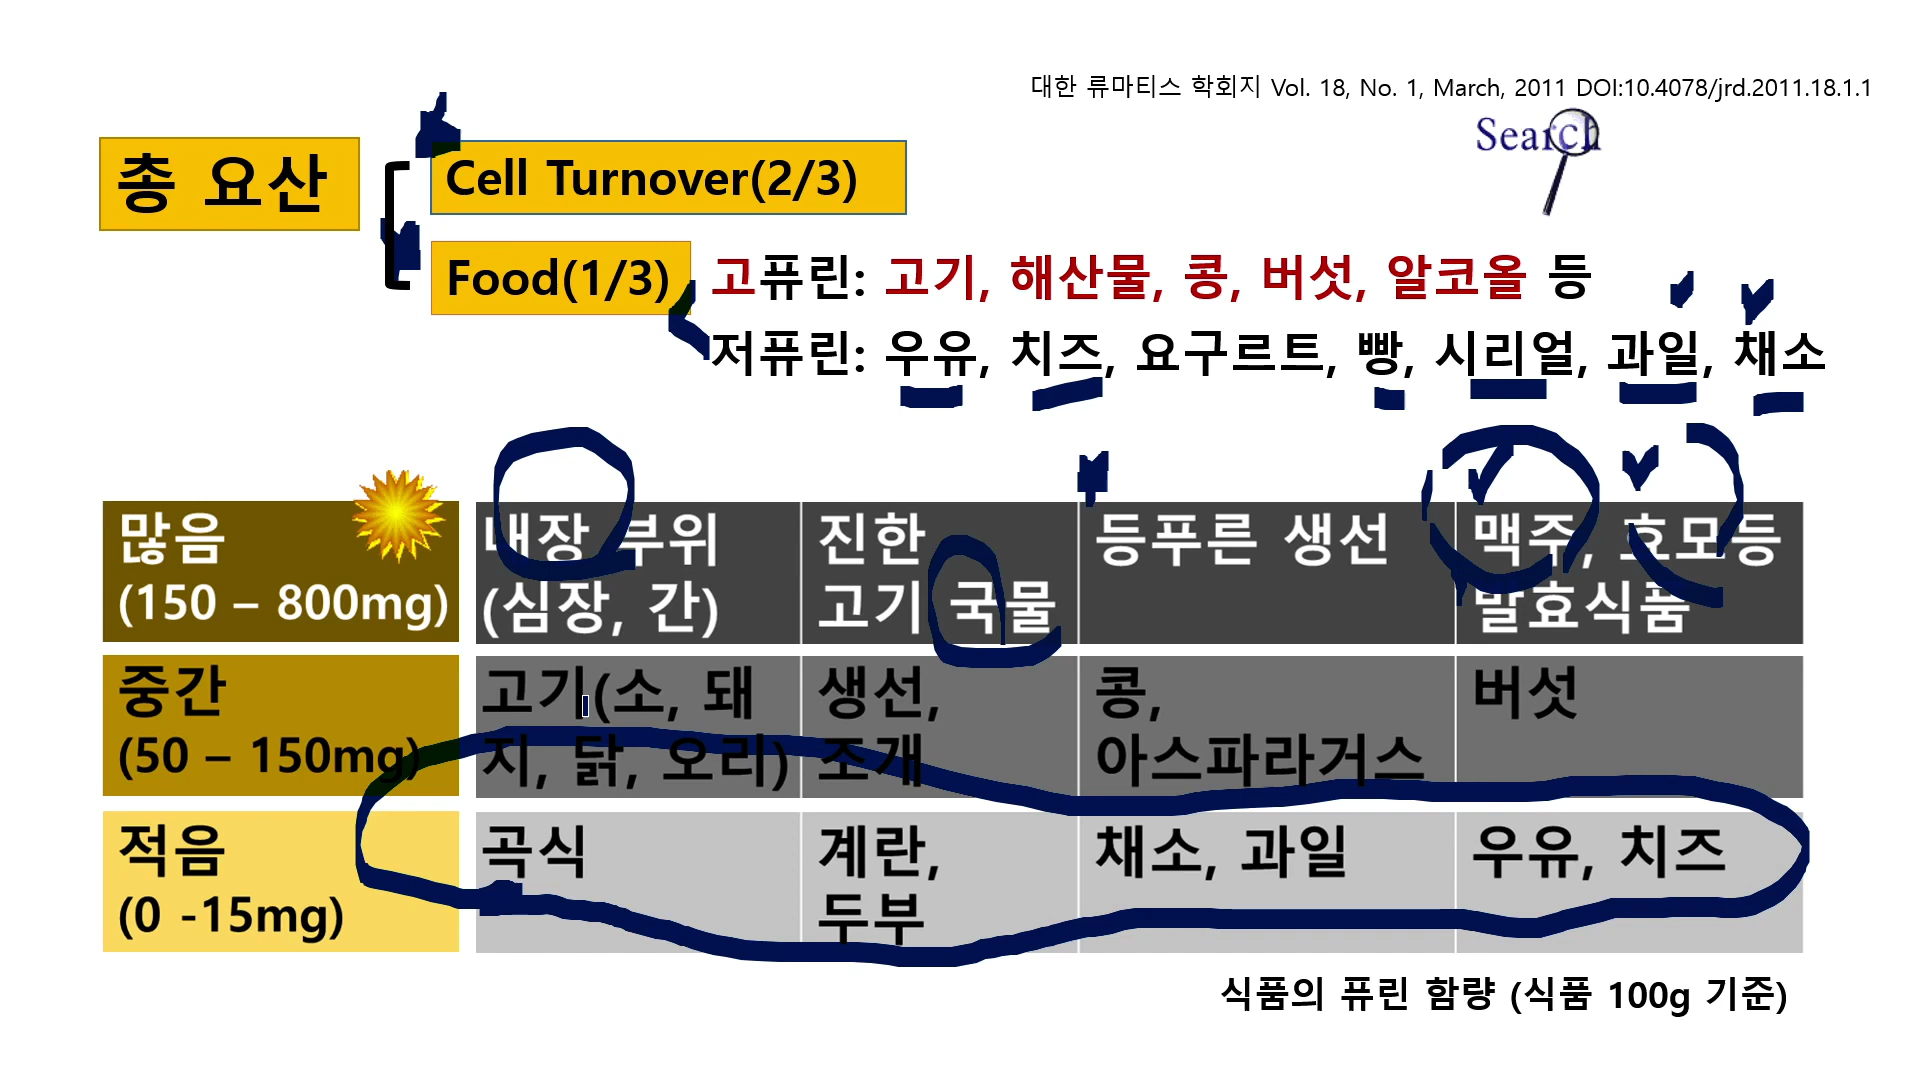 대한 류마티스 학회지 Vol. 18, No. 1, March, 2011 DOI:10.4078/jrd.2011.18.1.1
Search
총 요산
Cell Turnover(2/3)
Food(1/3)
고퓨린: 고기, 해산물, 콩, 버섯, 알코올 등
저퓨린: 우유, 치즈, 요구르트, 빵, 시리얼, 과일, 채소
많음
(150 – 800mg)
내장 부위
(심장, 간)
진한
고기 국물
등푸른 생선
맥주, 효모등
발효식품
중간
(50 – 150mg)
고기(소, 돼
지, 닭, 오리)
생선,
조개
콩,
아스파라거스
버섯
적음
(0 -15mg)
곡식
계란,
두부
채소, 과일
우유, 치즈
식품의 퓨린 함량 (식품 100g 기준)